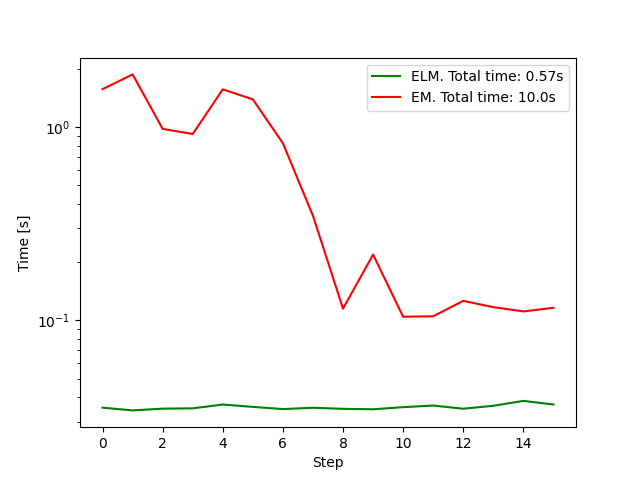 ELM. Total time: 0.57s
EM. Total time: 10.0s
10⁰
10⁻¹
Time [s]
0 2 4 6 8 10 12 14
Step